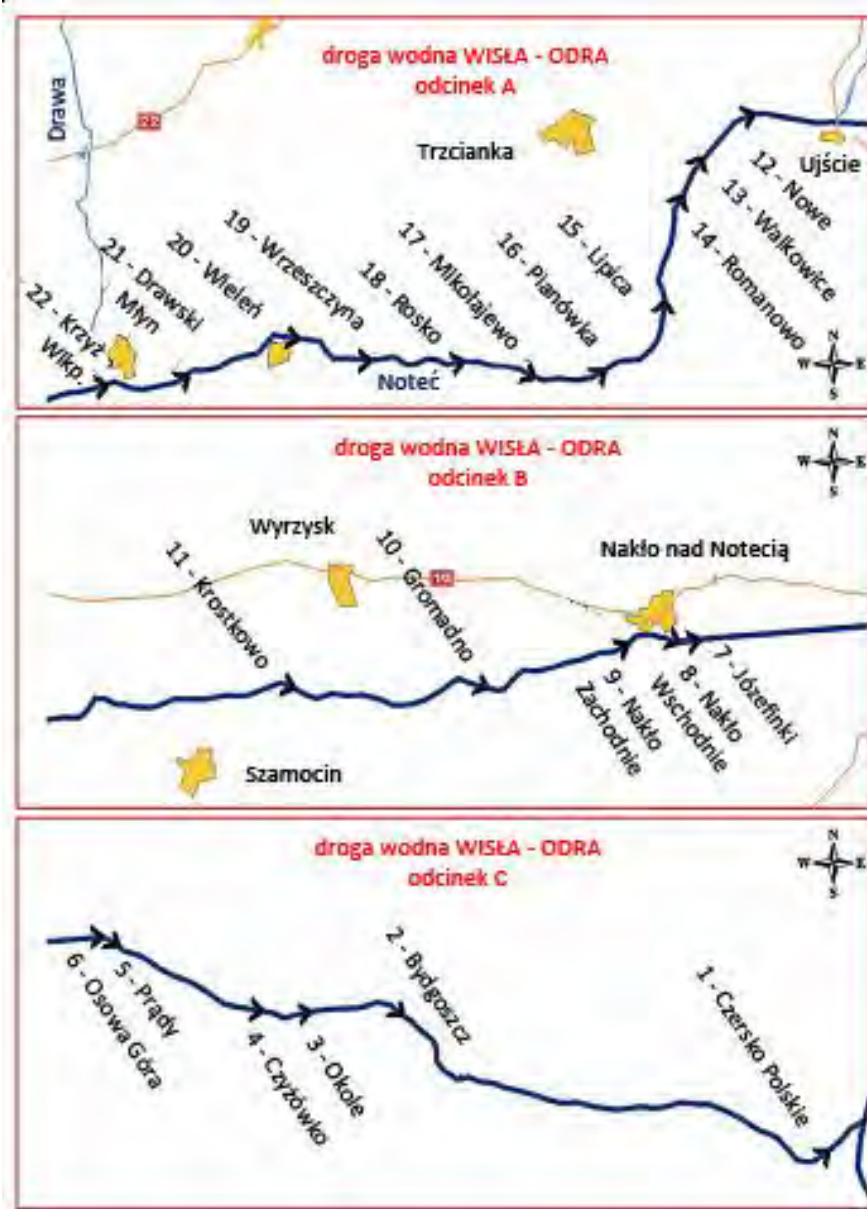 droga wodna WISŁA - ODRA
odcinek A
Drawa
22
Trzcianka
Ujście
22 - Krzyż
Wlkp.
21 - Drawski
Młyn
20 - Wieleń
19 - Wrzeszczyna
18 - Rosko
17 - Mikołajewo
16 - Pianówka
15 - Lipica
14 - Romanowo
13 - Walkowice
12 - Nowe
Noteć
N
W E
S
droga wodna WISŁA - ODRA
odcinek B
N
W E
S
Wyrzysk
Nakło nad Notecią
10
11 - Krostkowo
10 - Gromadno
9 - Nakło
Zachodnie
8 - Nakło
Wschodnie
7 - Józefinki
Szamocin
droga wodna WISŁA - ODRA
odcinek C
N
W E
S
6 - Osowa Góra
5 - Prądy
4 - Czyżówko
3 - Okole
2 - Bydgoszcz
1 - Czersko Polskie